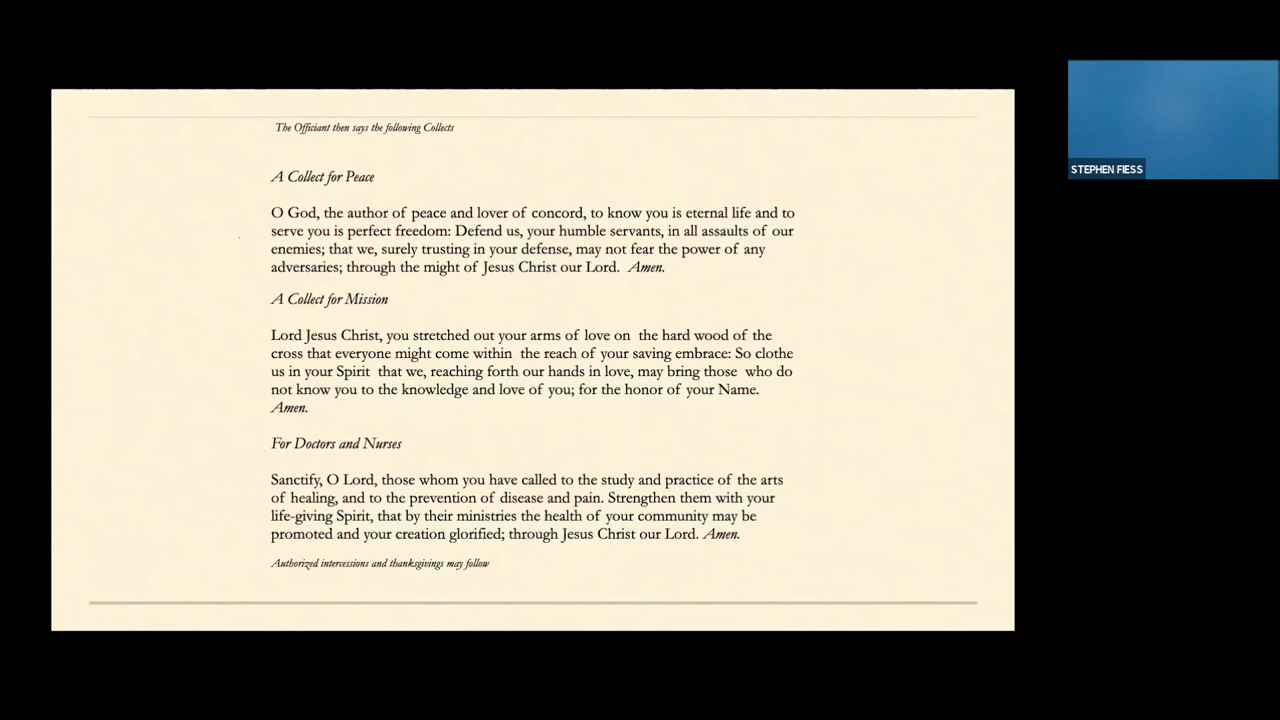 The Officiant then says the following Collects
A Collect for Peace
O God, the author of peace and lover of concord, to know you is eternal life and to
serve you is perfect freedom: Defend us, your humble servants, in all assaults of our
enemies; that we, surely trusting in your defense, may not fear the power of any
adversaries; through the might of Jesus Christ our Lord. Amen.
A Collect for Mission
Lord Jesus Christ, you stretched out your arms of love on the hard wood of the
cross that everyone might come within the reach of your saving embrace: So clothe
us in your Spirit that we, reaching forth our hands in love, may bring those who do
not know you to the knowledge and love of you; for the honor of your Name.
Amen.
For Doctors and Nurses
Sanctify, O Lord, those whom you have called to the study and practice of the arts
of healing, and to the prevention of disease and pain. Strengthen them with your
life-giving Spirit, that by their ministries the health of your community may be
promoted and your creation glorified; through Jesus Christ our Lord. Amen.
Authorized intercessions and thanksgivings may follow
STEPHEN FIESS